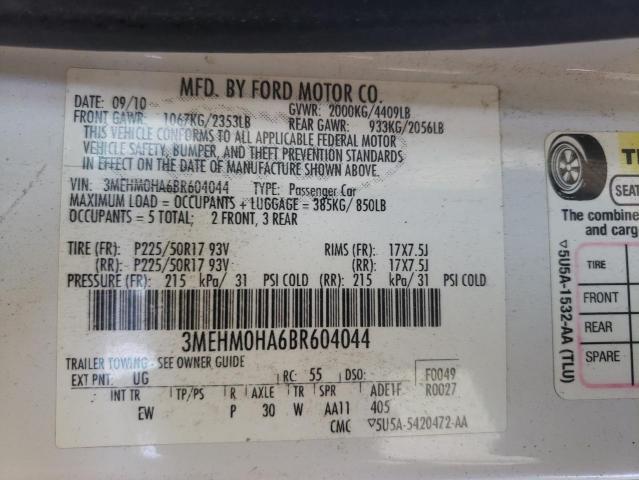 MFD. BY FORD MOTOR CO.
DATE: 09/10 GVWR: 2000KG/4409LB
FRONT GAWR: 1067KG/2353LB REAR GAWR: 933KG/2056LB
THIS VEHICLE CONFORMS TO ALL APPLICABLE FEDERAL MOTOR
VEHICLE SAFETY, BUMPER, AND THEFT PREVENTION STANDARDS
IN EFFECT ON THE DATE OF MANUFACTURE SHOWN ABOVE.
VIN: 3MEHM0HA6BR604044 TYPE: Passenger Car
MAXIMUM LOAD = OCCUPANTS + LUGGAGE = 385KG/ 850LB
OCCUPANTS = 5 TOTAL; 2 FRONT, 3 REAR
TIRE (FR): P225/50R17 93V RIMS (FR): 17X7.5J
(RR): P225/50R17 93V (RR): 17X7.5J
PRESSURE (FR): 215 kPa/ 31 PSI COLD (RR): 215 kPa/ 31 PSI COLD
3MEHM0HA6BR604044
TRAILER TOWING- SEE OWNER GUIDE
EXT PNT: UG RC: 55 DSO: F0049
R0027
INT TR TP/PS R AXLE TR SPR ADE1F
EW P 30 W AA11 405
CMC ▽5U5A-5420472-AA
SEAT
The combine
and carg
TIRE
FRONT
REAR
SPARE
▽5U5A-1532-AA (TLU)